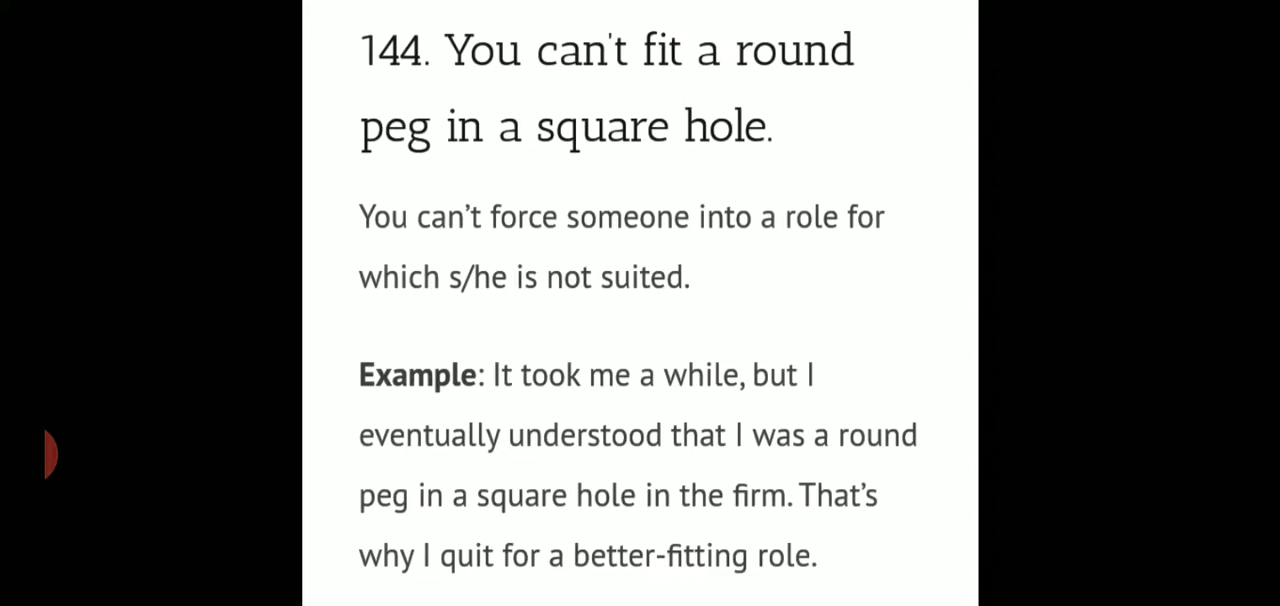 144. You can't fit a round
peg in a square hole.
You can’t force someone into a role for
which s/he is not suited.
Example: It took me a while, but I
eventually understood that I was a round
peg in a square hole in the firm. That’s
why I quit for a better-fitting role.